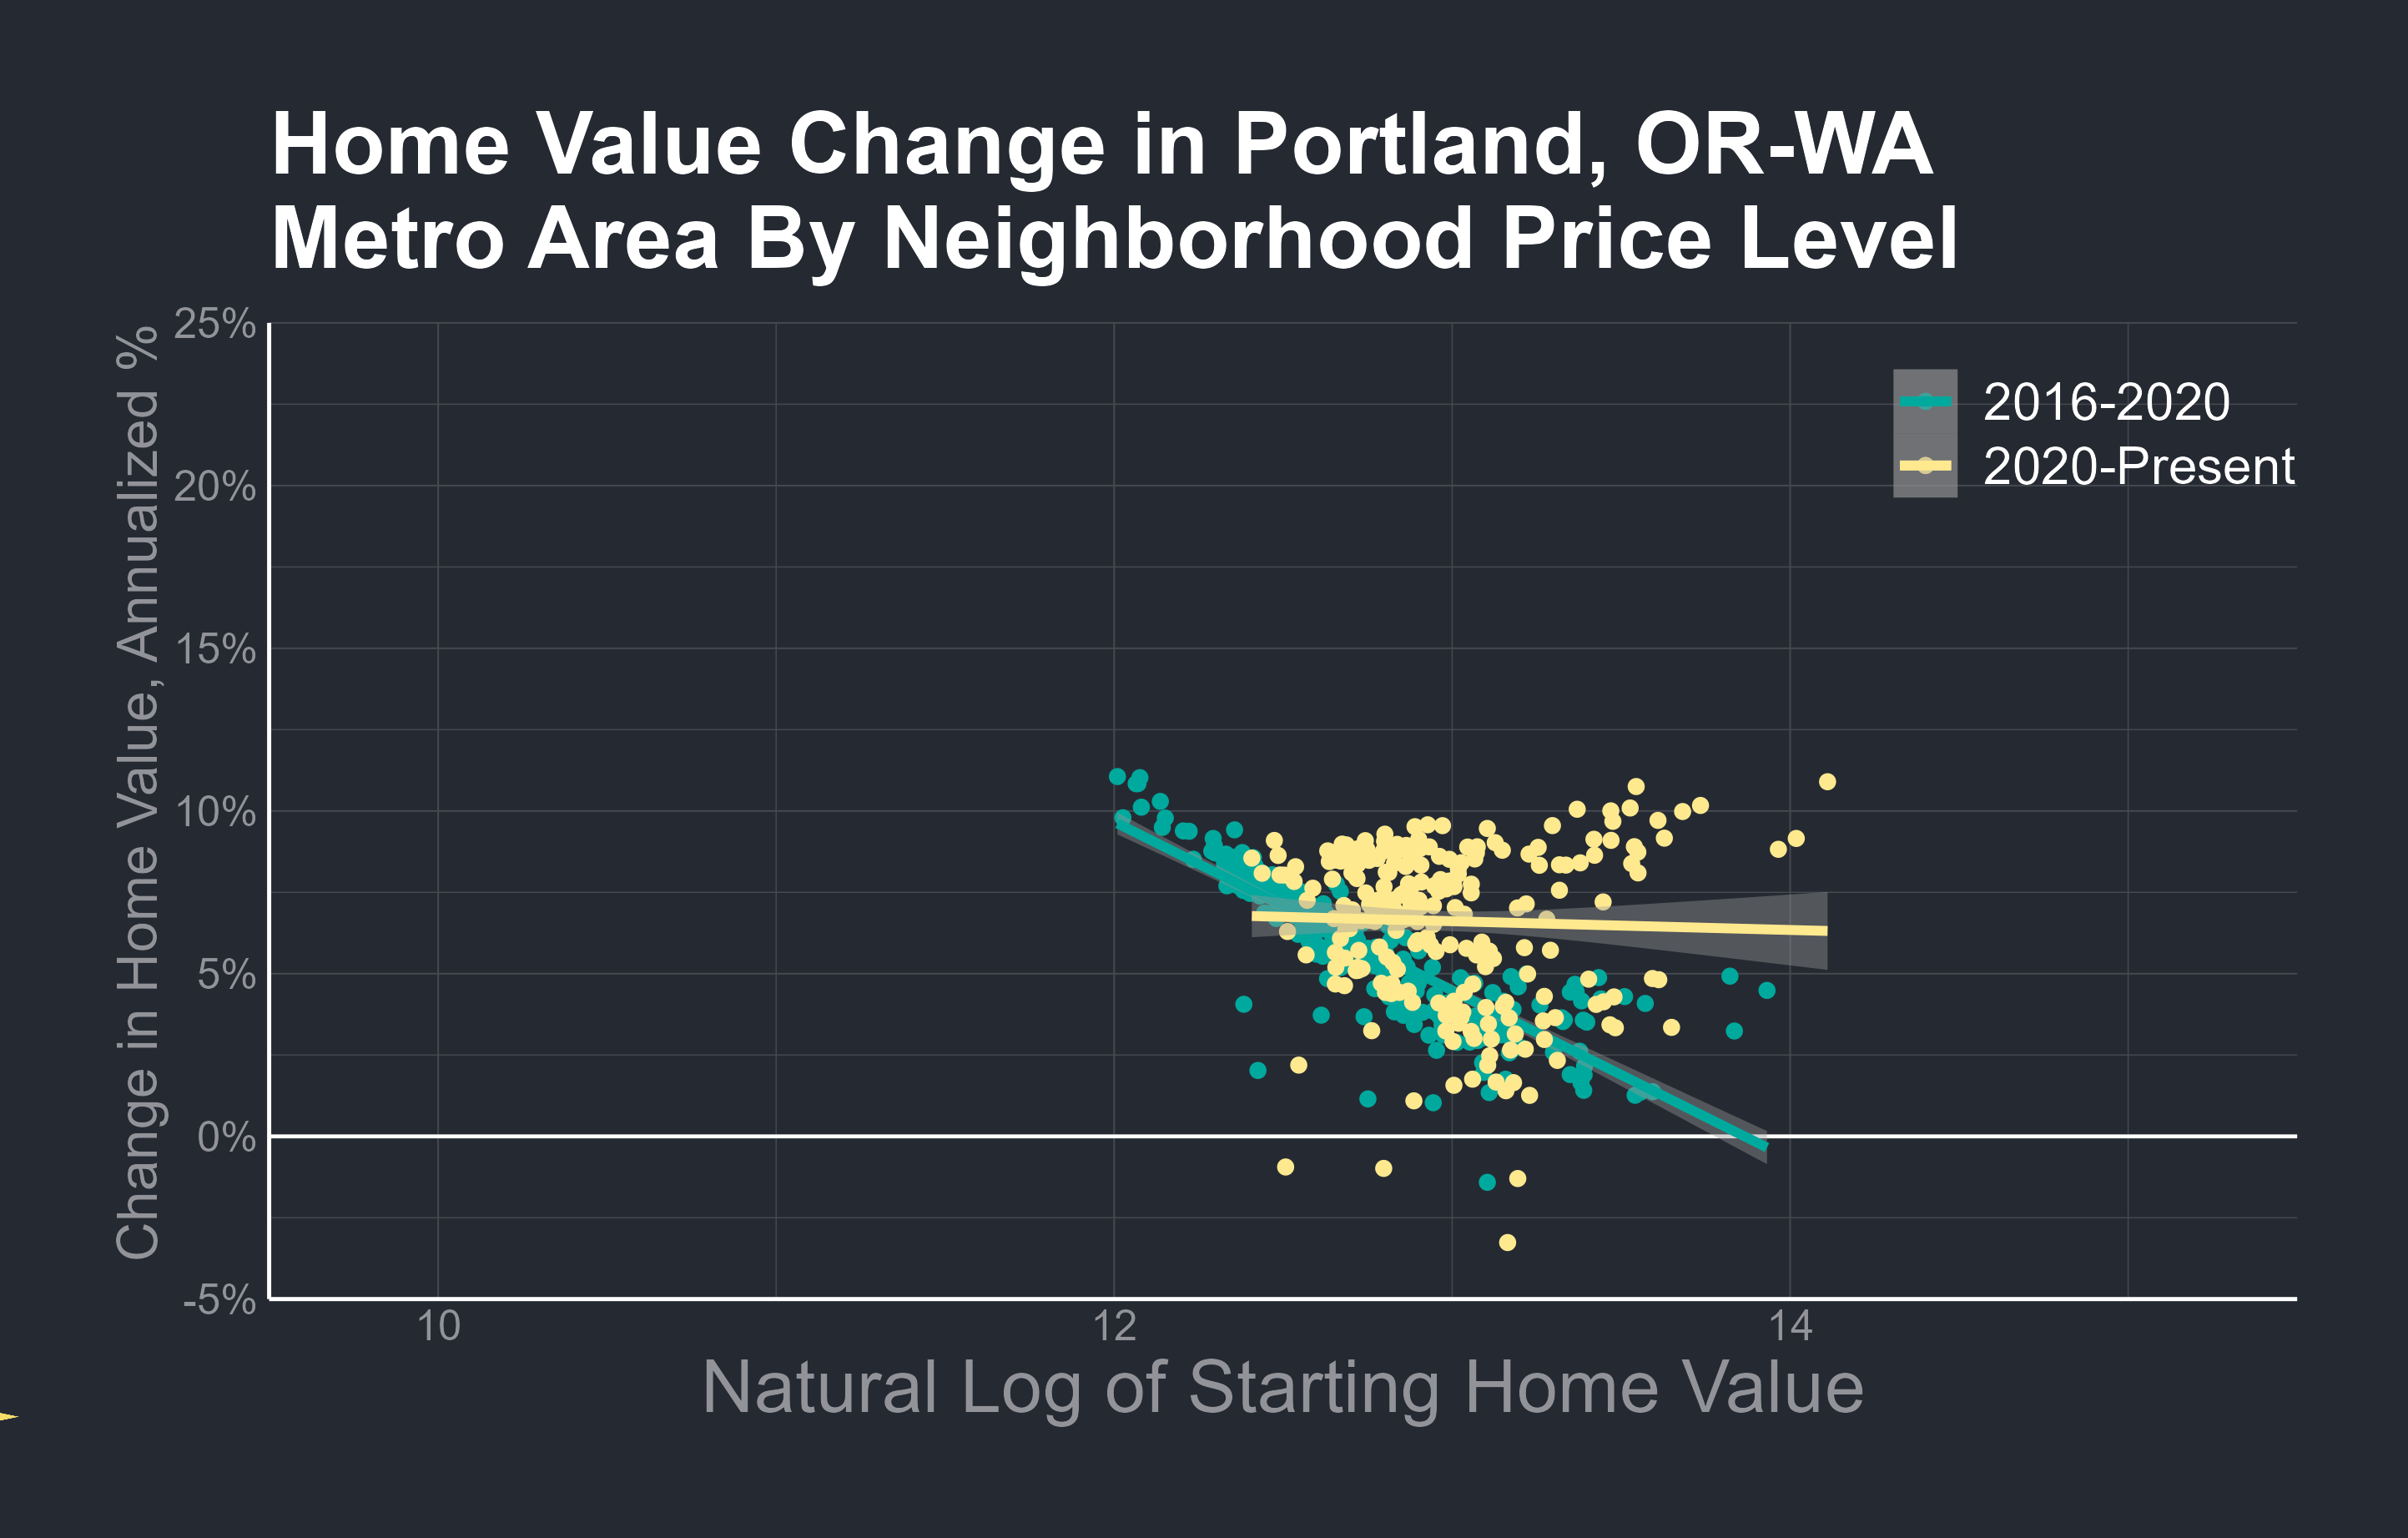 Home Value Change in Portland, OR-WA
Metro Area By Neighborhood Price Level
Change in Home Value, Annualized %
25%
20%
15%
10%
5%
0%
-5%
2016-2020
2020-Present
10
12
14
Natural Log of Starting Home Value